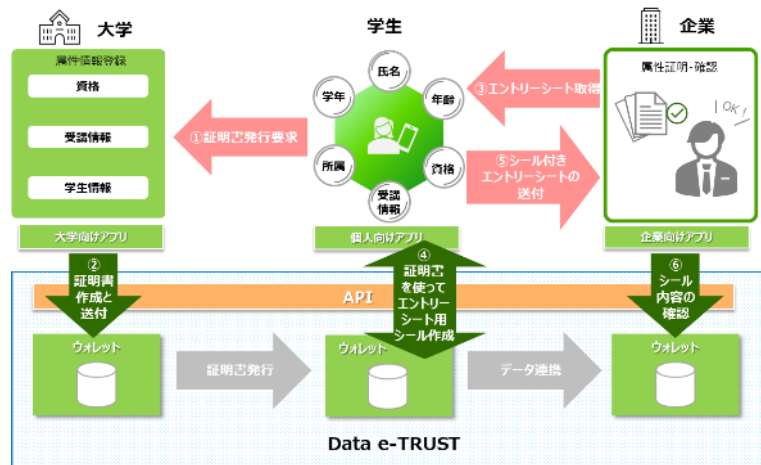 大学
属性情報登録
資格
受講情報
学生情報
大学向けアプリ
①証明書発行要求
学生
氏名
学年
年齢
所属
資格
受講
情報
個人向けアプリ
③エントリーシート取得
⑤シール付き
エントリーシートの
送付
企業
属性証明・確認
OK!
企業向けアプリ
②
証明書
作成と
送付
④
証明書
を使って
エントリー
シート用
シール作成
⑥
シール
内容の
確認
API
ウォレット
証明書発行
ウォレット
データ連携
ウォレット
Data e-TRUST